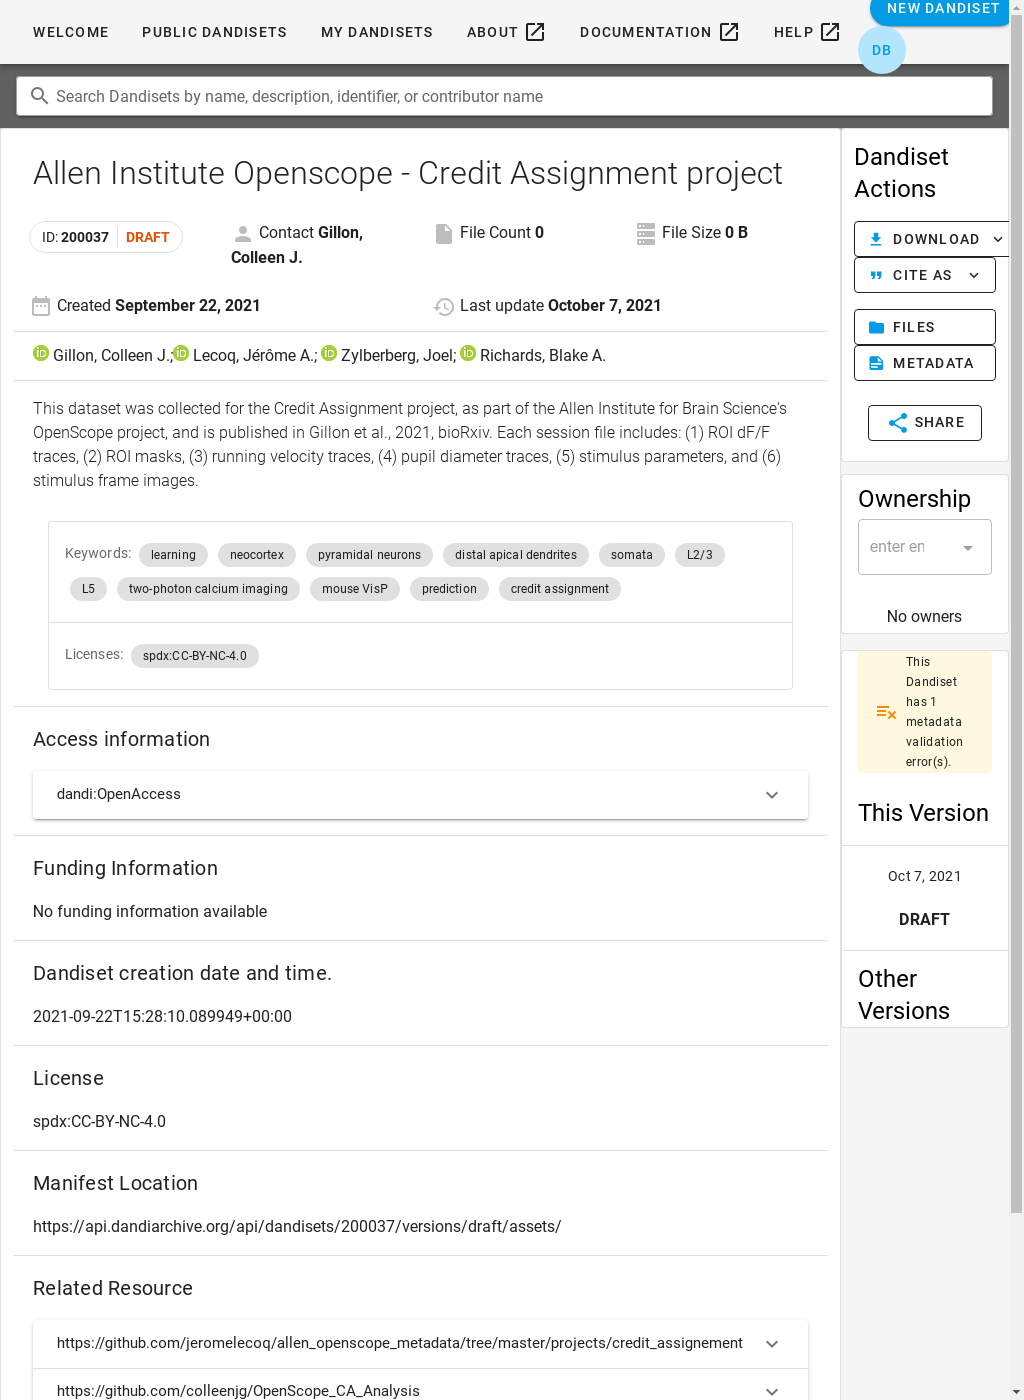 WELCOME PUBLIC DANDISETS MY DANDISETS ABOUT DOCUMENTATION HELP NEW DANDISET
DB
Search Dandisets by name, description, identifier, or contributor name
Allen Institute Openscope - Credit Assignment project
ID: 200037 DRAFT
Contact Gillon,
Colleen J.
File Count 0
File Size 0 B
Created September 22, 2021
Last update October 7, 2021
Gillon, Colleen J.; Lecoq, Jérôme A.; Zylberberg, Joel; Richards, Blake A.
This dataset was collected for the Credit Assignment project, as part of the Allen Institute for Brain Science's
OpenScope project, and is published in Gillon et al., 2021, bioRxiv. Each session file includes: (1) ROI dF/F
traces, (2) ROI masks, (3) running velocity traces, (4) pupil diameter traces, (5) stimulus parameters, and (6)
stimulus frame images.
Keywords: learning neocortex pyramidal neurons distal apical dendrites somata L2/3
L5 two-photon calcium imaging mouse VisP prediction credit assignment
Licenses: spdx:CC-BY-NC-4.0
Access information
dandi:OpenAccess
Funding Information
No funding information available
Dandiset creation date and time.
2021-09-22T15:28:10.089949+00:00
License
spdx:CC-BY-NC-4.0
Manifest Location
https://api.dandiarchive.org/api/dandisets/200037/versions/draft/assets/
Related Resource
https://github.com/jeromelecoq/allen_openscope_metadata/tree/master/projects/credit_assignement
https://github.com/colleenjg/OpenScope_CA_Analysis
Dandiset
Actions
DOWNLOAD
CITE AS
FILES
METADATA
SHARE
Ownership
enter en
No owners
This
Dandiset
has 1
metadata
validation
error(s).
This Version
Oct 7, 2021
DRAFT
Other
Versions